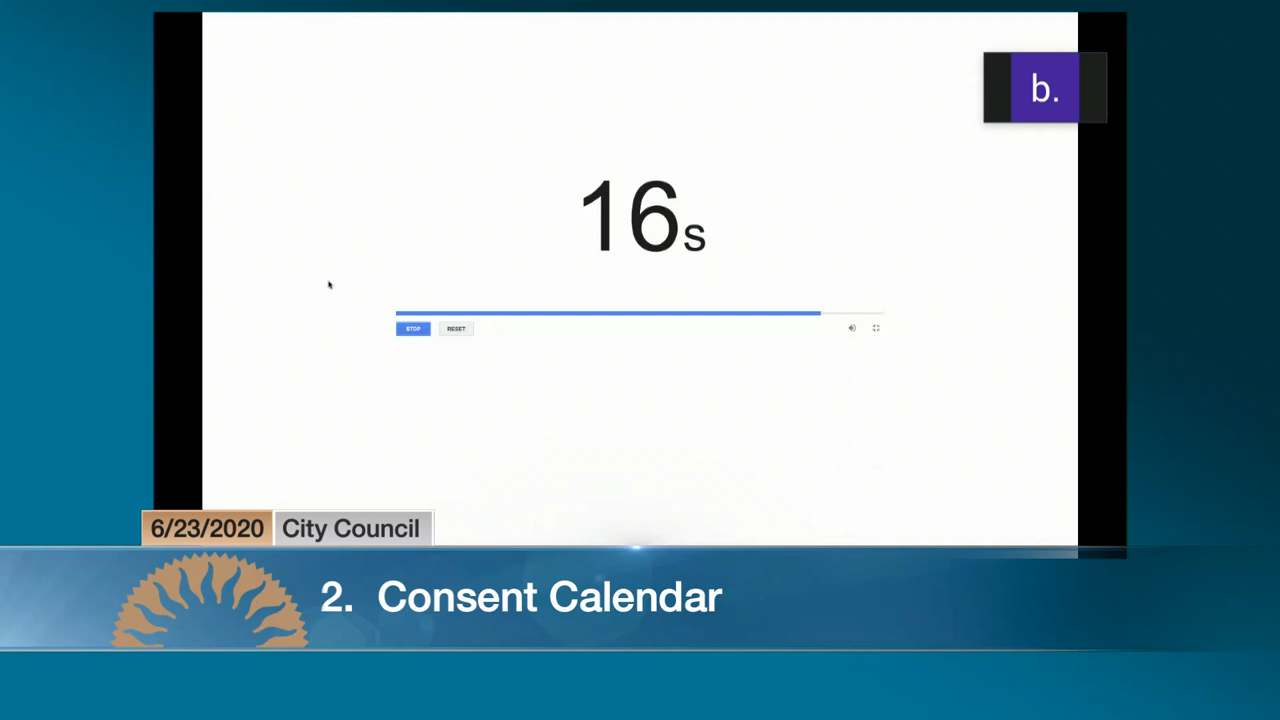 b.
16s
STOP RESET
6/23/2020 City Council
2. Consent Calendar